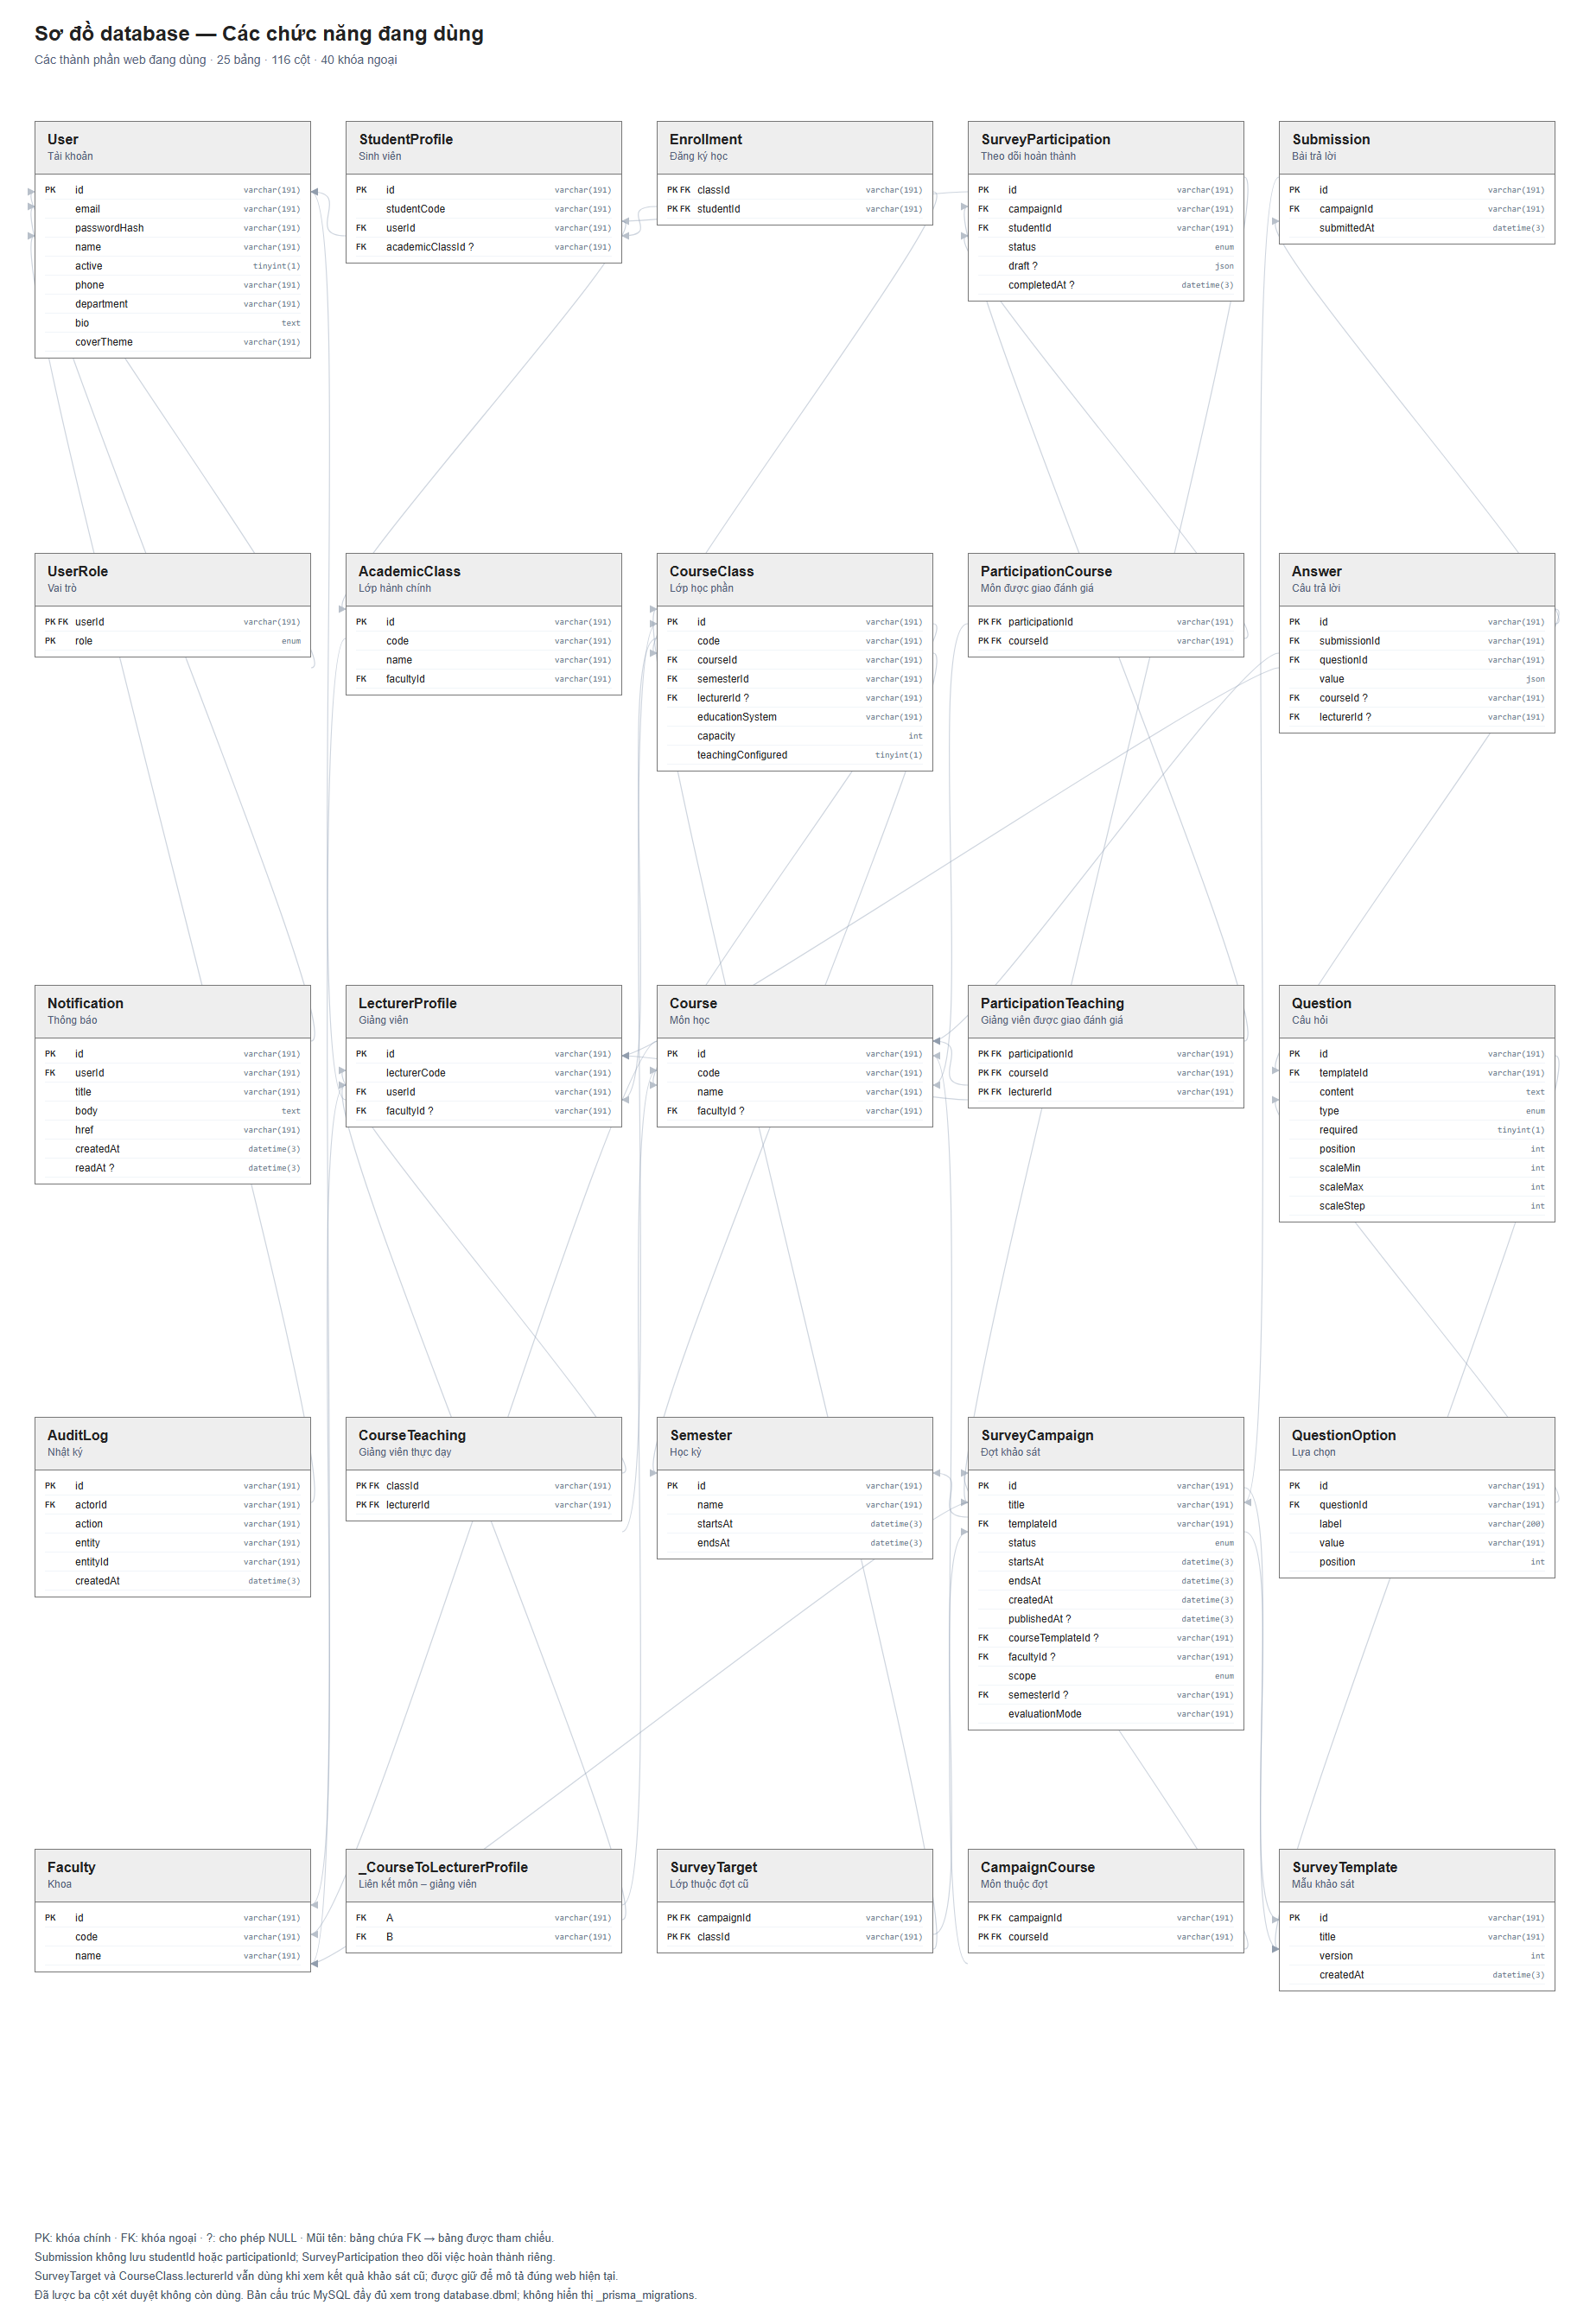 Sơ đồ database — Các chức năng đang dùng
Các thành phần web đang dùng · 25 bảng · 116 cột · 40 khóa ngoại
User
Tài khoản
PK id varchar(191)
email varchar(191)
passwordHash varchar(191)
name varchar(191)
active tinyint(1)
phone varchar(191)
department varchar(191)
bio text
coverTheme varchar(191)
StudentProfile
Sinh viên
PK id varchar(191)
studentCode varchar(191)
FK userId varchar(191)
FK academicClassId ? varchar(191)
Enrollment
Đăng ký học
PK FK classId varchar(191)
PK FK studentId varchar(191)
SurveyParticipation
Theo dõi hoàn thành
PK id varchar(191)
FK campaignId varchar(191)
FK studentId varchar(191)
status enum
draft ? json
completedAt ? datetime(3)
Submission
Bài trả lời
PK id varchar(191)
FK campaignId varchar(191)
submittedAt datetime(3)
UserRole
Vai trò
PK FK userId varchar(191)
PK role enum
AcademicClass
Lớp hành chính
PK id varchar(191)
code varchar(191)
name varchar(191)
FK facultyId varchar(191)
CourseClass
Lớp học phần
PK id varchar(191)
code varchar(191)
FK courseId varchar(191)
FK semesterId varchar(191)
FK lecturerId ? varchar(191)
educationSystem varchar(191)
capacity int
teachingConfigured tinyint(1)
ParticipationCourse
Môn được giao đánh giá
PK FK participationId varchar(191)
PK FK courseId varchar(191)
Answer
Câu trả lời
PK id varchar(191)
FK submissionId varchar(191)
FK questionId varchar(191)
value json
FK courseId ? varchar(191)
FK lecturerId ? varchar(191)
Notification
Thông báo
PK id varchar(191)
FK userId varchar(191)
title varchar(191)
body text
href varchar(191)
createdAt datetime(3)
readAt ? datetime(3)
LecturerProfile
Giảng viên
PK id varchar(191)
lecturerCode varchar(191)
FK userId varchar(191)
FK facultyId ? varchar(191)
Course
Môn học
PK id varchar(191)
code varchar(191)
name varchar(191)
FK facultyId ? varchar(191)
ParticipationTeaching
Giảng viên được giao đánh giá
PK FK participationId varchar(191)
PK FK courseId varchar(191)
PK FK lecturerId varchar(191)
Question
Câu hỏi
PK id varchar(191)
FK templateId varchar(191)
content text
type enum
required tinyint(1)
position int
scaleMin int
scaleMax int
scaleStep int
AuditLog
Nhật ký
PK id varchar(191)
FK actorId varchar(191)
action varchar(191)
entity varchar(191)
entityId varchar(191)
createdAt datetime(3)
CourseTeaching
Giảng viên thực dạy
PK FK classId varchar(191)
PK FK lecturerId varchar(191)
Semester
Học kỳ
PK id varchar(191)
name varchar(191)
startsAt datetime(3)
endsAt datetime(3)
SurveyCampaign
Đợt khảo sát
PK id varchar(191)
title varchar(191)
FK templateId varchar(191)
status enum
startsAt datetime(3)
endsAt datetime(3)
createdAt datetime(3)
publishedAt ? datetime(3)
FK courseTemplateId ? varchar(191)
FK facultyId ? varchar(191)
scope enum
FK semesterId ? varchar(191)
evaluationMode varchar(191)
QuestionOption
Lựa chọn
PK id varchar(191)
FK questionId varchar(191)
label varchar(200)
value varchar(191)
position int
Faculty
Khoa
PK id varchar(191)
code varchar(191)
name varchar(191)
_CourseToLecturerProfile
Liên kết môn – giảng viên
FK A varchar(191)
FK B varchar(191)
SurveyTarget
Lớp thuộc đợt cũ
PK FK campaignId varchar(191)
PK FK classId varchar(191)
CampaignCourse
Môn thuộc đợt
PK FK campaignId varchar(191)
PK FK courseId varchar(191)
SurveyTemplate
Mẫu khảo sát
PK id varchar(191)
title varchar(191)
version int
createdAt datetime(3)
PK: khóa chính · FK: khóa ngoại · ?: cho phép NULL · Mũi tên: bảng chứa FK → bảng được tham chiếu.
Submission không lưu studentId hoặc participationId; SurveyParticipation theo dõi việc hoàn thành riêng.
SurveyTarget và CourseClass.lecturerId vẫn dùng khi xem kết quả khảo sát cũ; được giữ để mô tả đúng web hiện tại.
Đã lược ba cột xét duyệt không còn dùng. Bản cấu trúc MySQL đầy đủ xem trong database.dbml; không hiển thị _prisma_migrations.